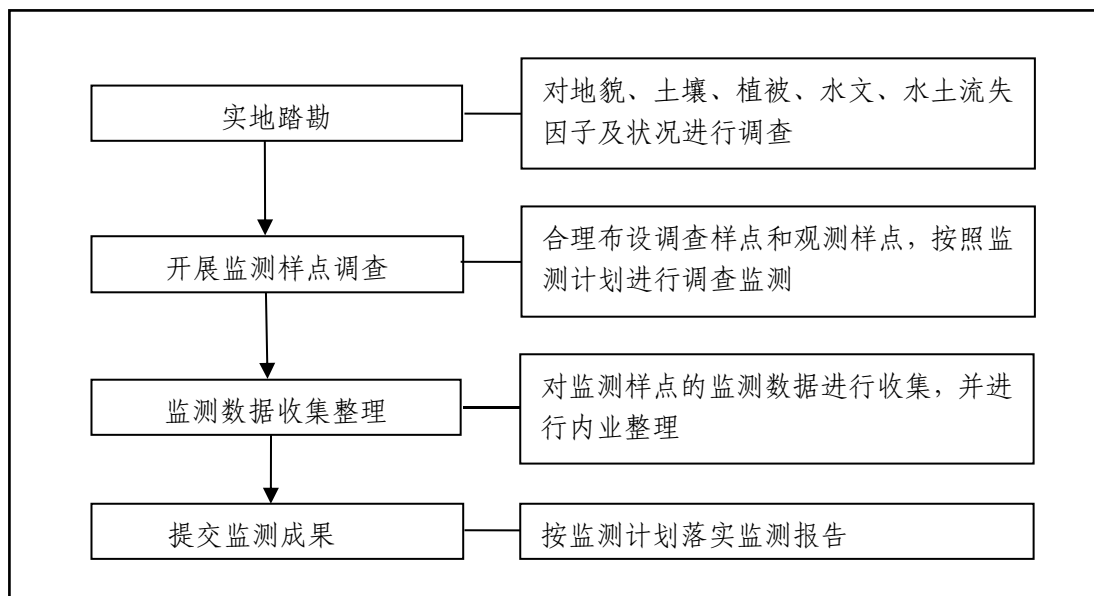 实地踏勘
对地貌、土壤、植被、水文、水土流失
因子及状况进行调查
开展监测样点调查
合理布设调查样点和观测样点，按照监
测计划进行调查监测
监测数据收集整理
对监测样点的监测数据进行收集，并进
行内业整理
提交监测成果
按监测计划落实监测报告